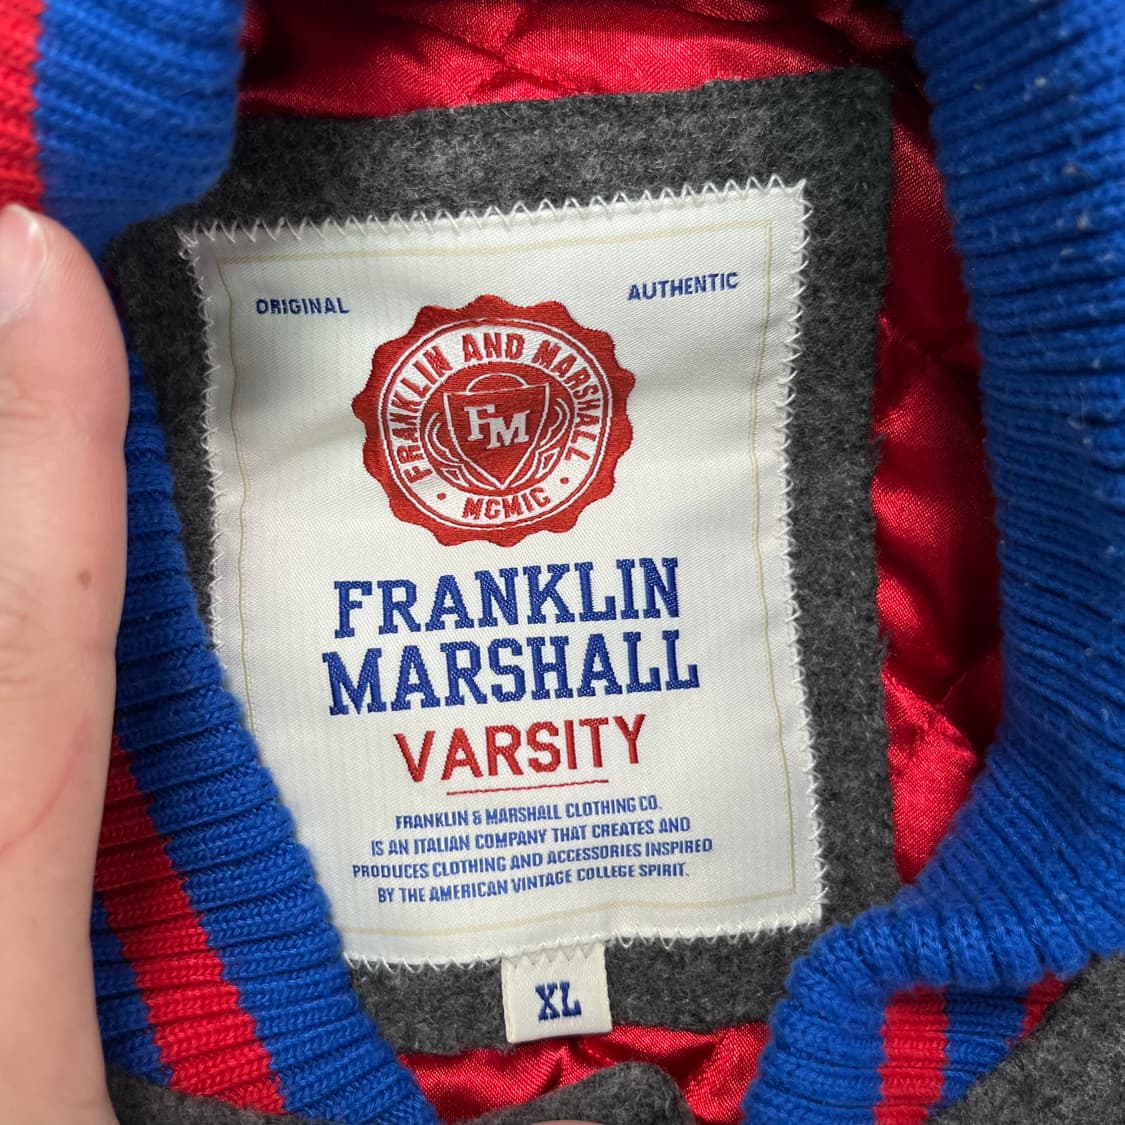 ORIGINAL
AUTHENTIC
FRANKLIN AND MARSHALL
FM
• MCMIC •
FRANKLIN
MARSHALL
VARSITY
FRANKLIN & MARSHALL CLOTHING CO.
IS AN ITALIAN COMPANY THAT CREATES AND
PRODUCES CLOTHING AND ACCESSORIES INSPIRED
BY THE AMERICAN VINTAGE COLLEGE SPIRIT.
XL